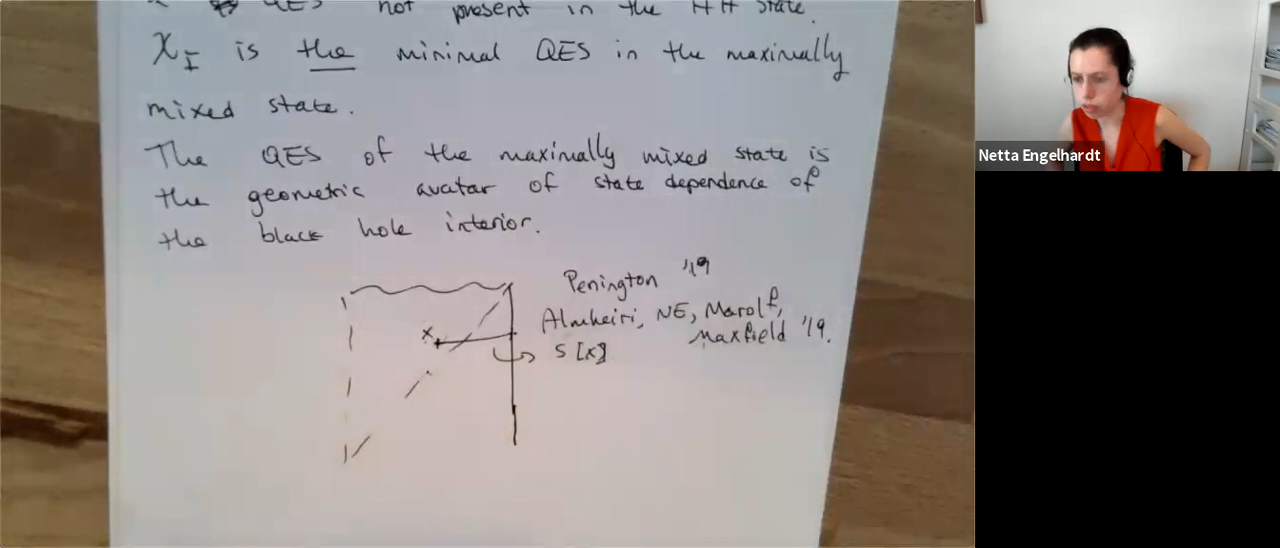 QES not present in the HH state.
X_I is the minimal QES in the maximally
mixed state.
The QES of the maximally mixed state is
the geometric avatar of state dependence of
the black hole interior.
Penington '19
Almheiri, NE, Marolf,
Maxfield '19.
x
S[x]
Netta Engelhardt